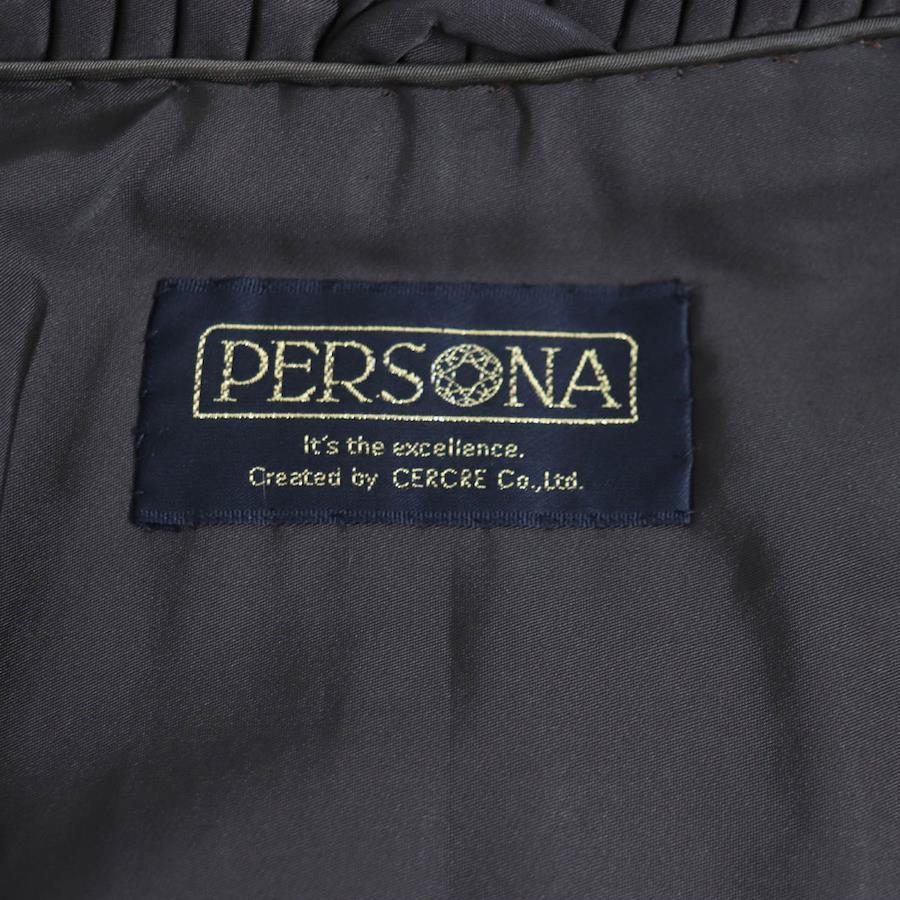 PERSONA
It's the excellence.
Created by CERCRE Co.,Ltd.